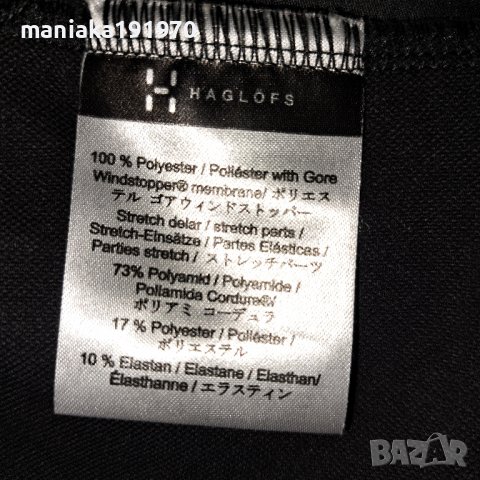 maniaka191970
HAGLÖFS
100 % Polyester / Poliéster with Gore
Windstopper® membrane/ ポリエス
テル ゴアウィンドストッパー
Stretch delar / stretch parts /
Stretch-Einsätze / Partes Elásticas /
Parties stretch / ストレッチパーツ
73% Polyamid / Polyamide /
Poliamida Cordura®/
ポリアミ コーデュラ
17 % Polyester / Poliéster /
ポリエステル
10 % Elastan / Elastane / Elasthan/
Élasthanne / エラスティン
BAZAR